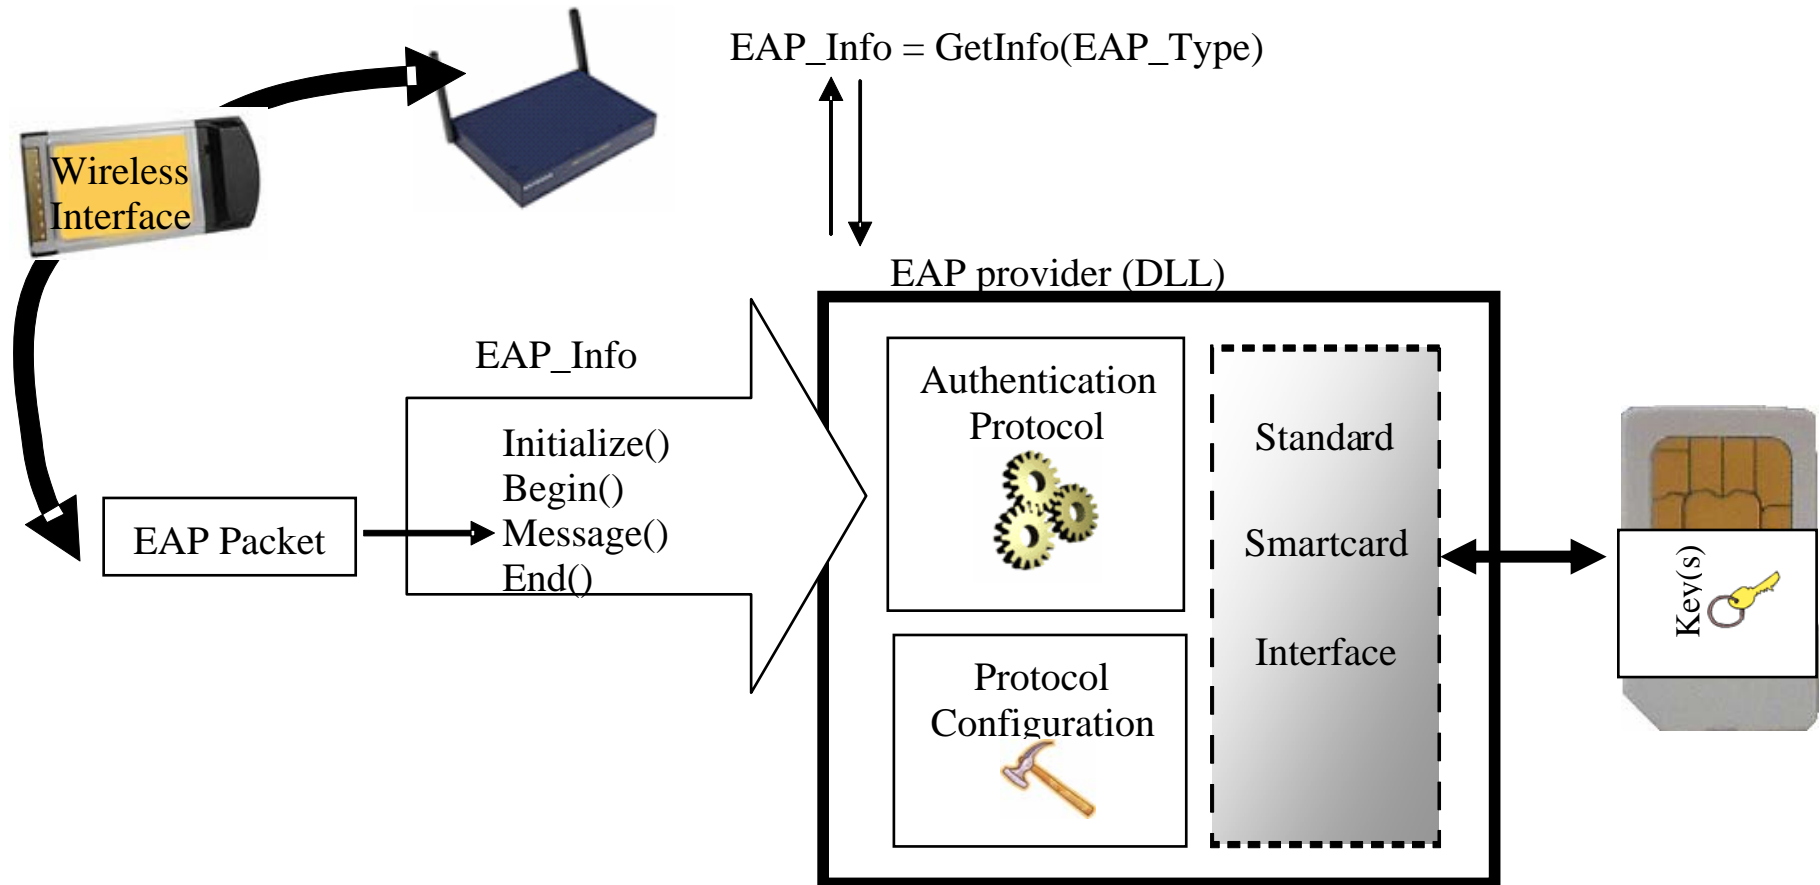 EAP_Info = GetInfo(EAP_Type)
Wireless
Interface
EAP provider (DLL)
EAP_Info
Initialize()
Begin()
Message()
End()
EAP Packet
Authentication
Protocol
Protocol
Configuration
Standard
Smartcard
Interface
Key(s)